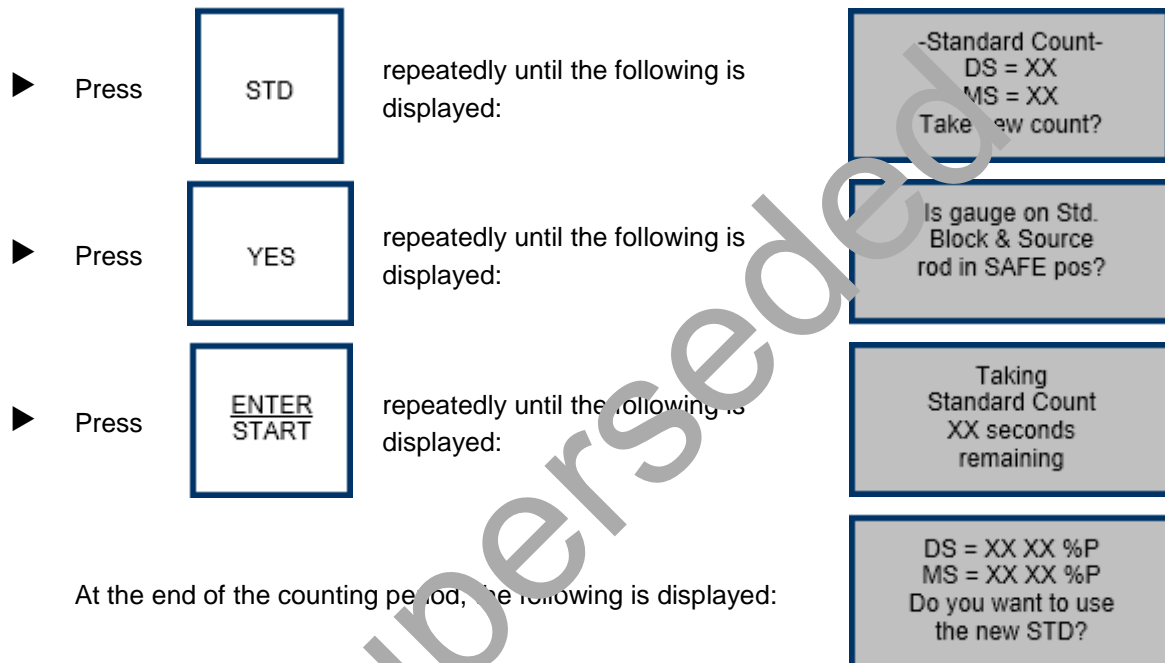 Press
STD
repeatedly until the following is
displayed:
-Standard Count-
DS = XX
MS = XX
Take new count?
Press
YES
repeatedly until the following is
displayed:
Is gauge on Std.
Block & Source
rod in SAFE pos?
Press
ENTER
START
repeatedly until the following is
displayed:
Taking
Standard Count
XX seconds
remaining
At the end of the counting period, the following is displayed:
DS = XX XX %P
MS = XX XX %P
Do you want to use
the new STD?
uperseded